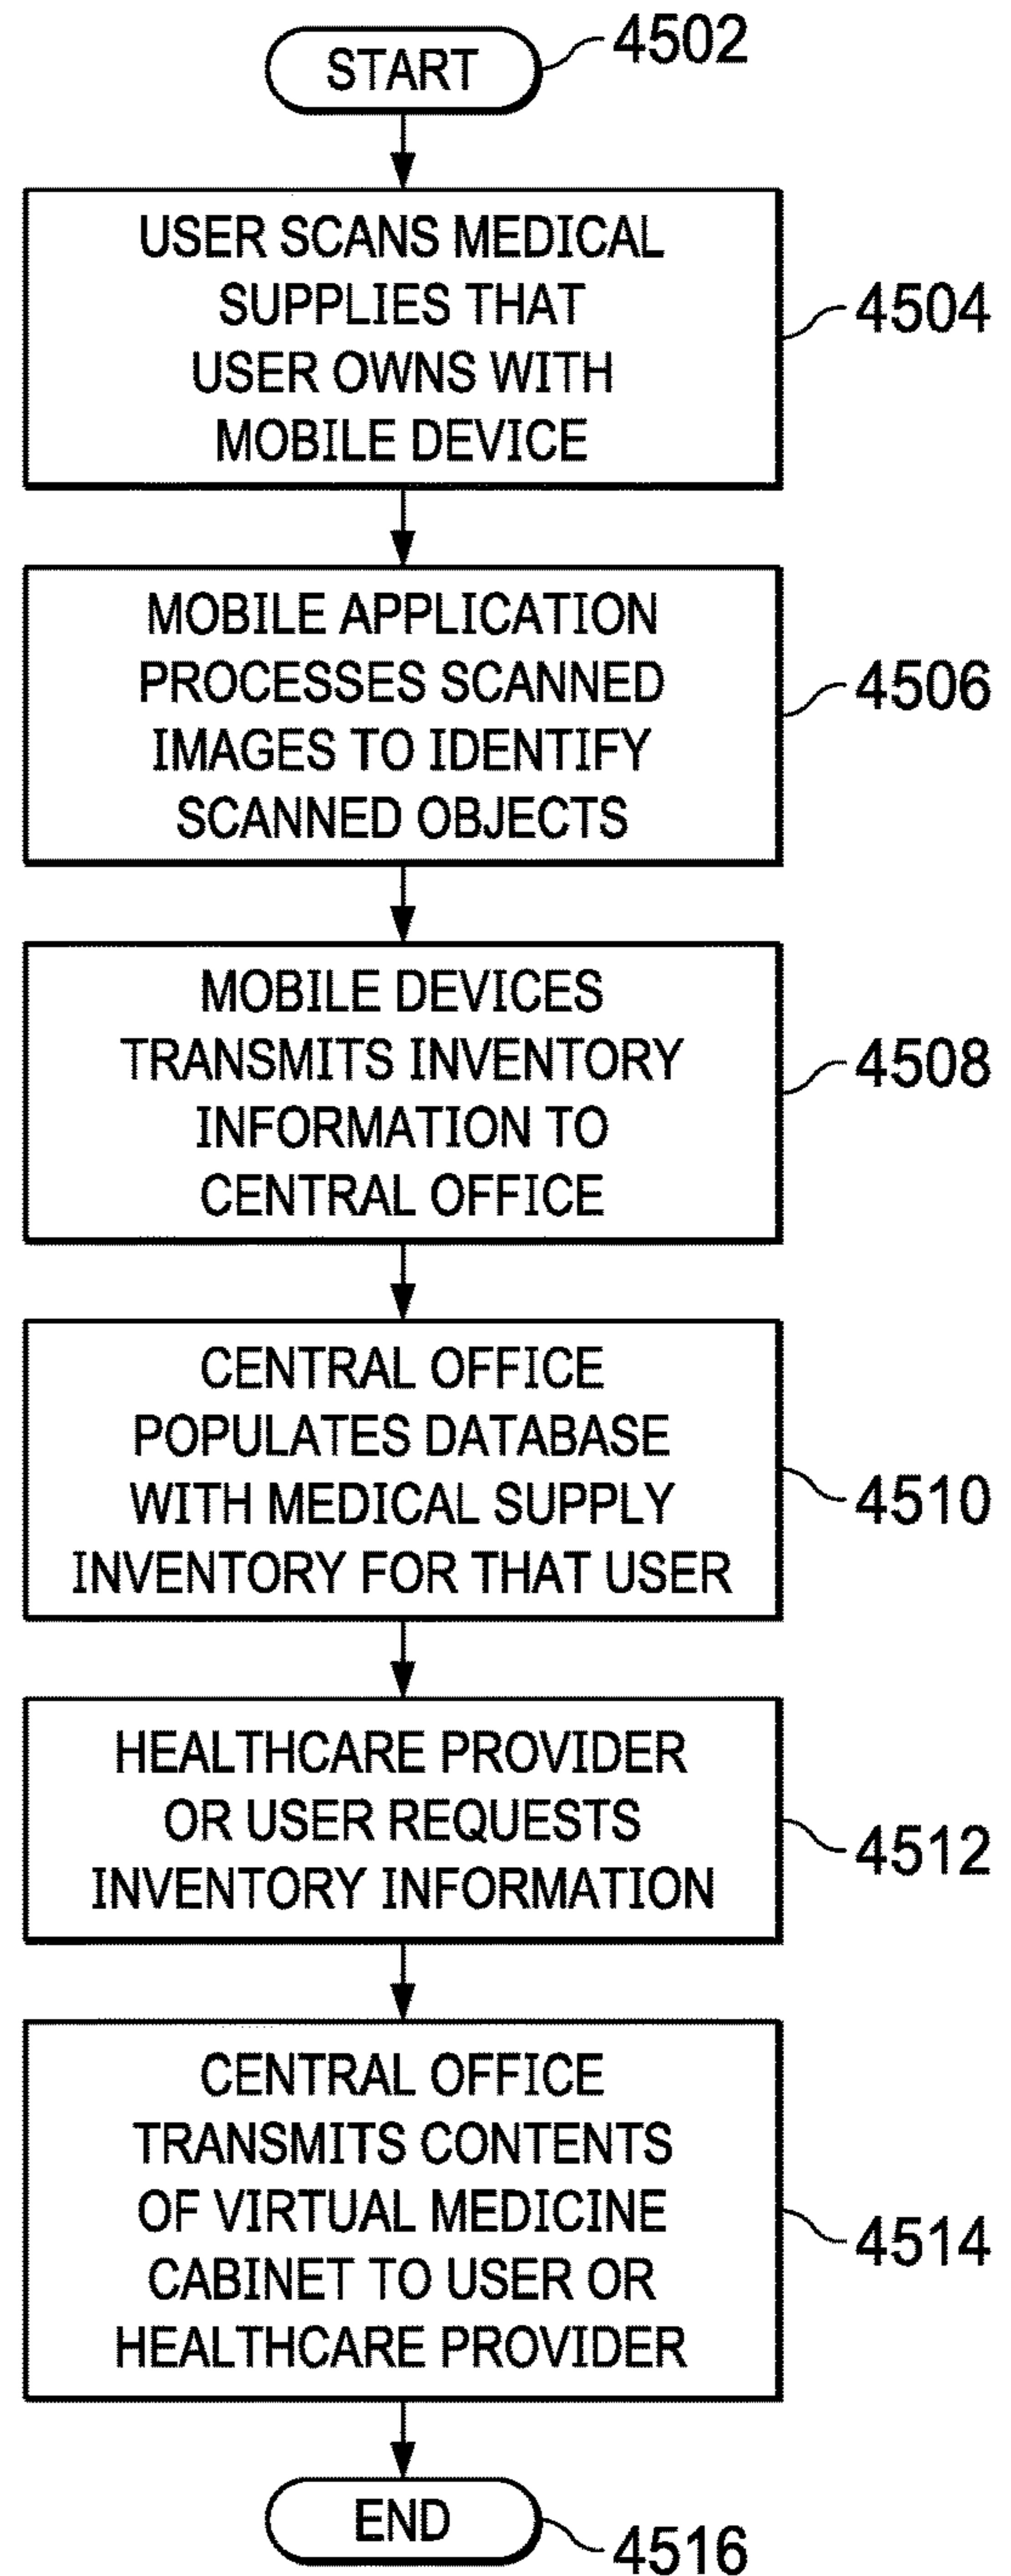 START
4502
USER SCANS MEDICAL
SUPPLIES THAT
USER OWNS WITH
MOBILE DEVICE
4504
MOBILE APPLICATION
PROCESSES SCANNED
IMAGES TO IDENTIFY
SCANNED OBJECTS
4506
MOBILE DEVICES
TRANSMITS INVENTORY
INFORMATION TO
CENTRAL OFFICE
4508
CENTRAL OFFICE
POPULATES DATABASE
WITH MEDICAL SUPPLY
INVENTORY FOR THAT USER
4510
HEALTHCARE PROVIDER
OR USER REQUESTS
INVENTORY INFORMATION
4512
CENTRAL OFFICE
TRANSMITS CONTENTS
OF VIRTUAL MEDICINE
CABINET TO USER OR
HEALTHCARE PROVIDER
4514
END
4516